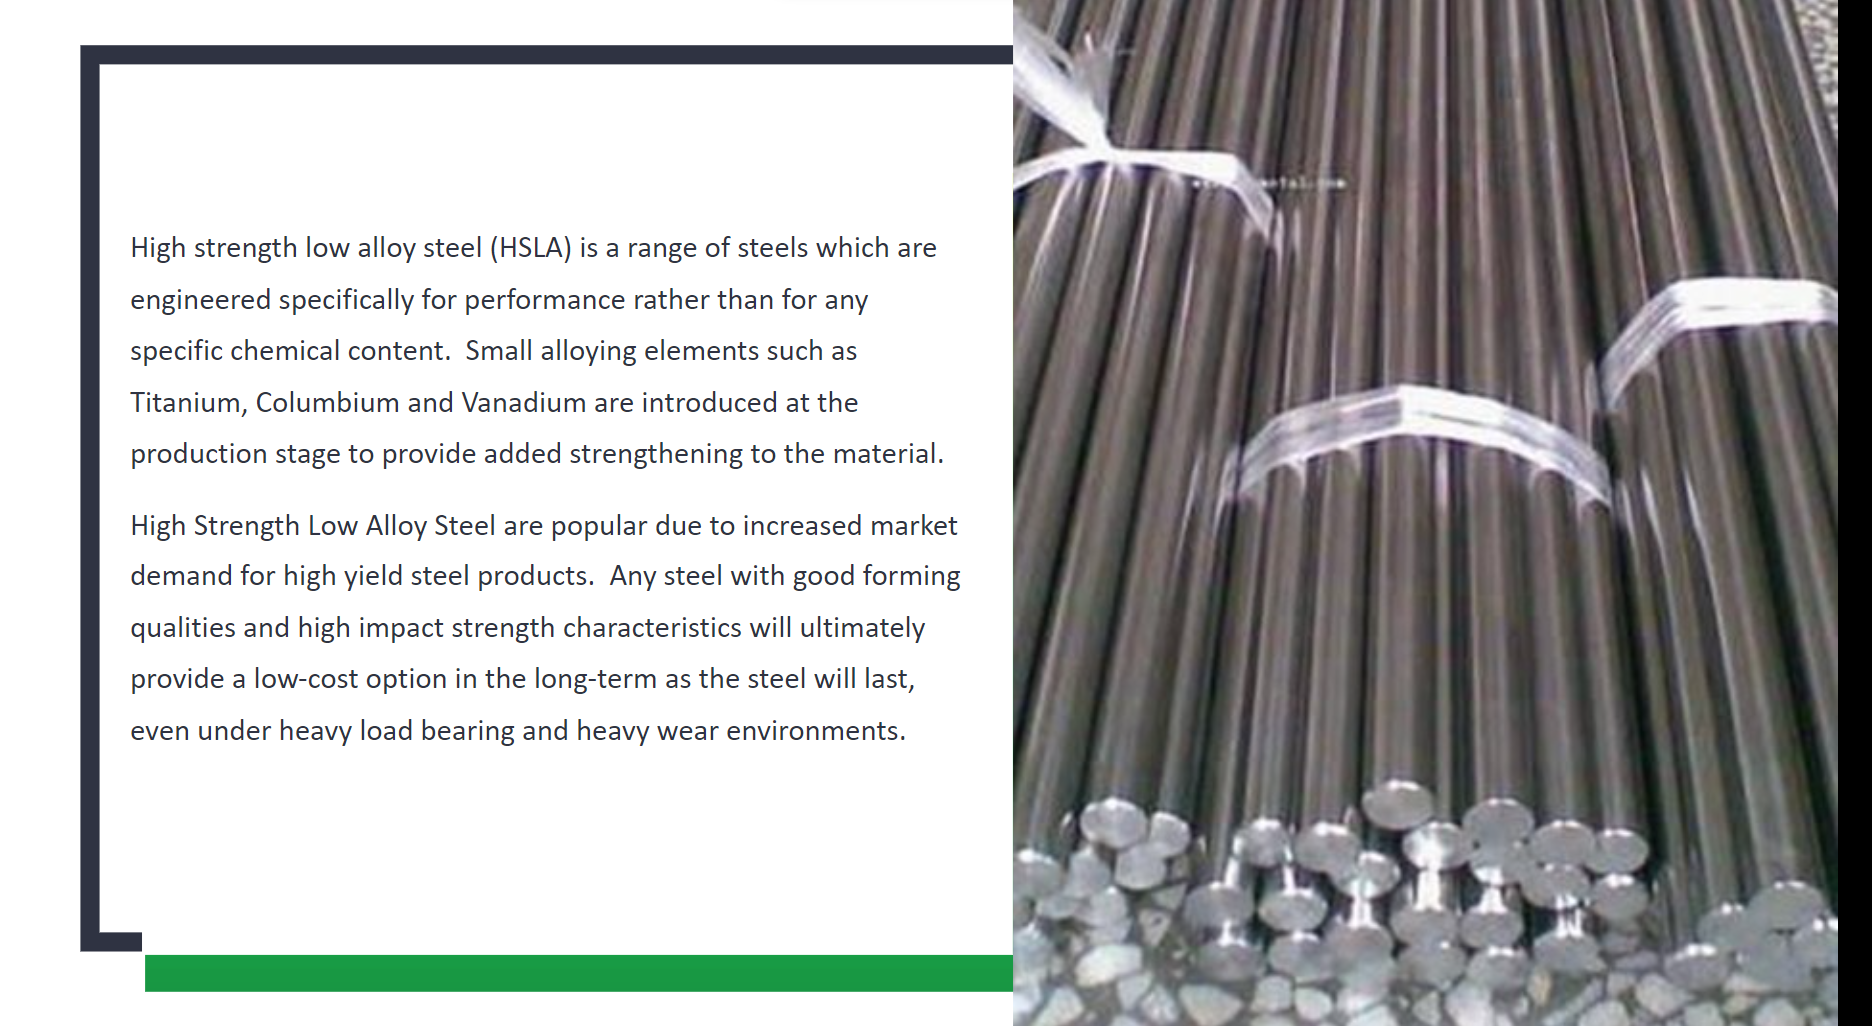 High strength low alloy steel (HSLA) is a range of steels which are
engineered specifically for performance rather than for any
specific chemical content.  Small alloying elements such as
Titanium, Columbium and Vanadium are introduced at the
production stage to provide added strengthening to the material.
High Strength Low Alloy Steel are popular due to increased market
demand for high yield steel products.  Any steel with good forming
qualities and high impact strength characteristics will ultimately
provide a low-cost option in the long-term as the steel will last,
even under heavy load bearing and heavy wear environments.